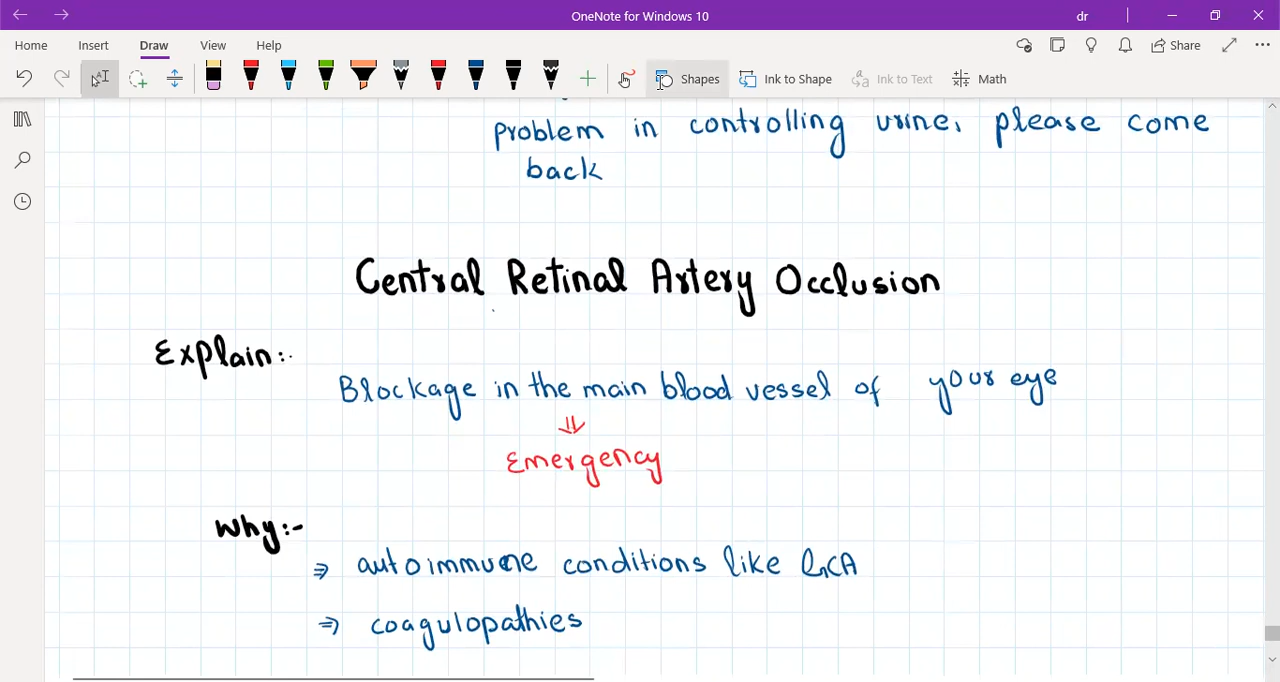 OneNote for Windows 10
dr
Home Insert Draw View Help
Share
Shapes Ink to Shape Ink to Text Math
problem in controlling urine, please come
back
Central Retinal Artery Occlusion
Explain:-
Blockage in the main blood vessel of your eye
⇓
Emergency
Why:-
⇒ autoimmune conditions like GCA
⇒ coagulopathies